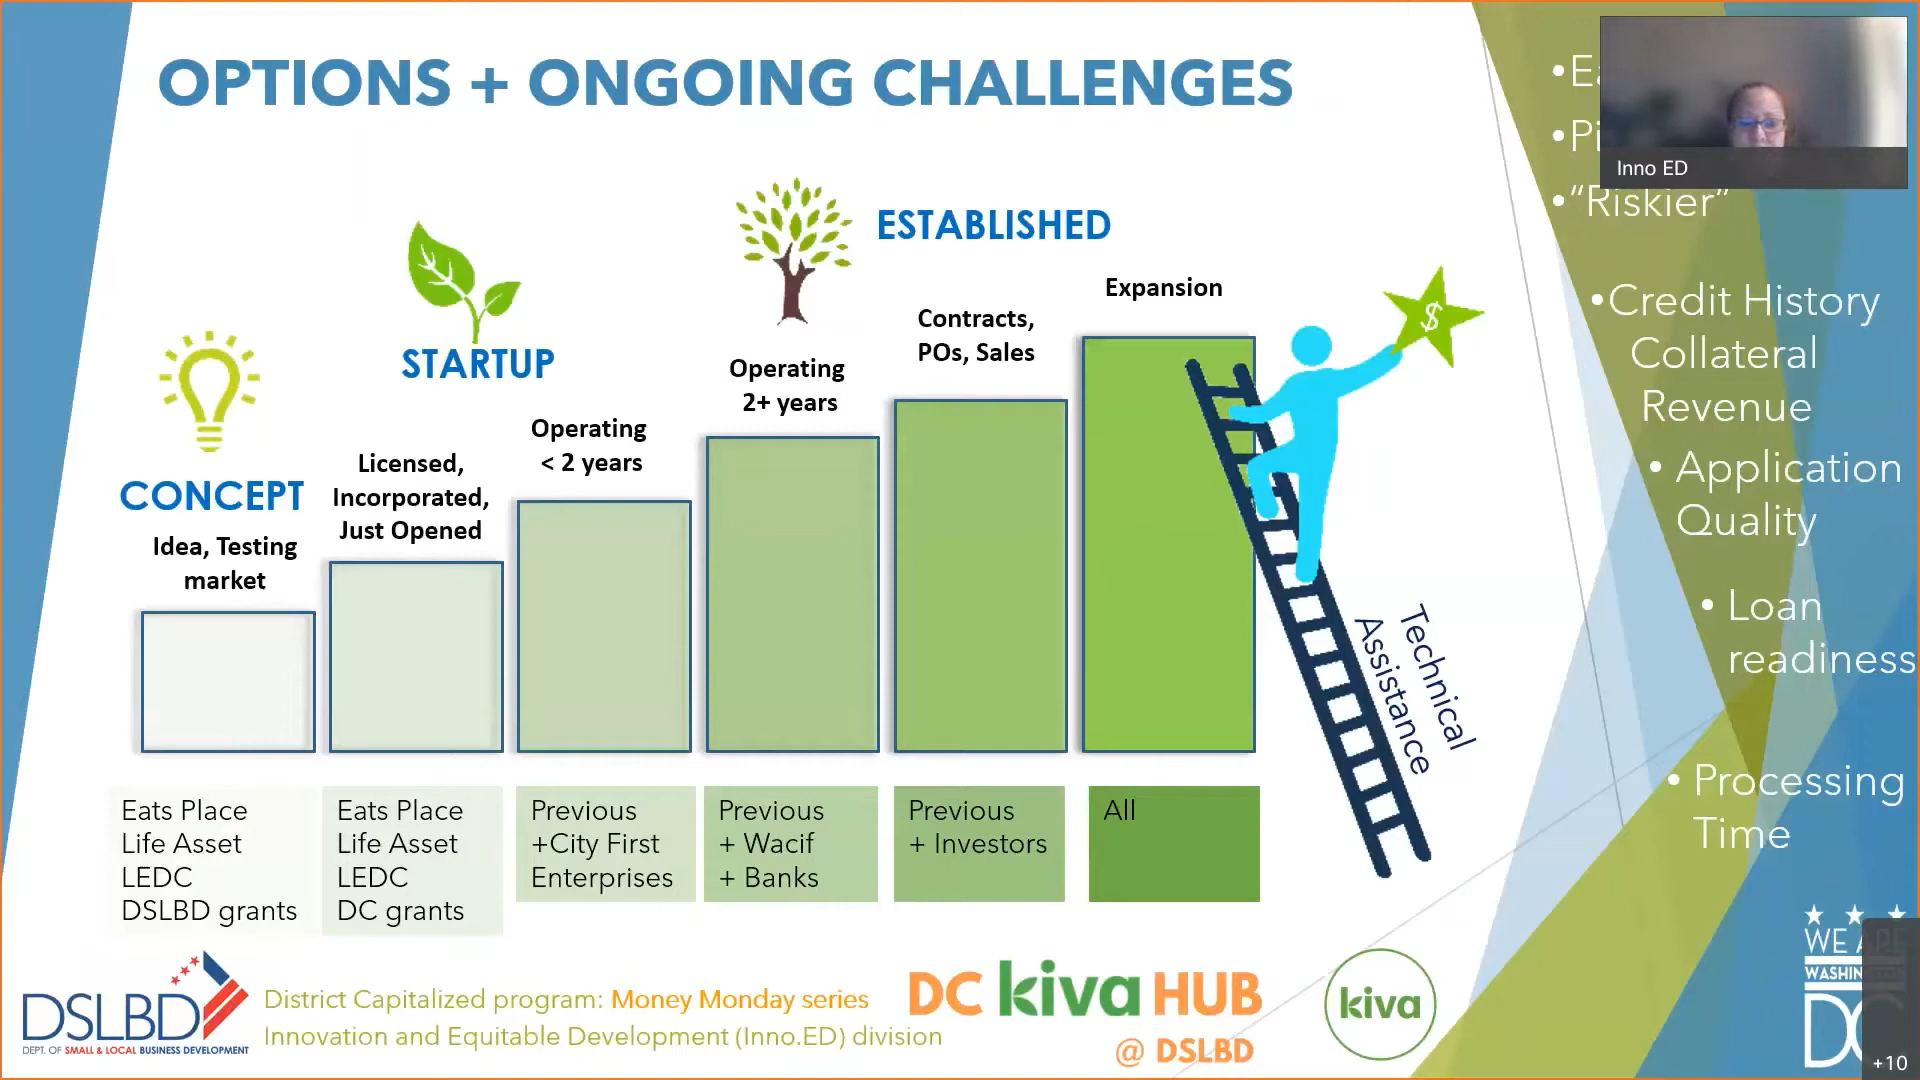 OPTIONS + ONGOING CHALLENGES
CONCEPT
Idea, Testing
market
STARTUP
Licensed,
Incorporated,
Just Opened
Operating
< 2 years
ESTABLISHED
Operating
2+ years
Contracts,
POs, Sales
Expansion
$
Technical
Assistance
Eats Place
Life Asset
LEDC
DSLBD grants
Eats Place
Life Asset
LEDC
DC grants
Previous
+City First
Enterprises
Previous
+ Wacif
+ Banks
Previous
+ Investors
All
Inno ED
•"Riskier"
•Credit History
Collateral
Revenue
• Application
Quality
• Loan
readiness
• Processing
Time
DSLBD
DEPT. OF SMALL & LOCAL BUSINESS DEVELOPMENT
District Capitalized program: Money Monday series
Innovation and Equitable Development (Inno.ED) division
DC kiva HUB
@ DSLBD
kiva
WE ARE
DC
+10